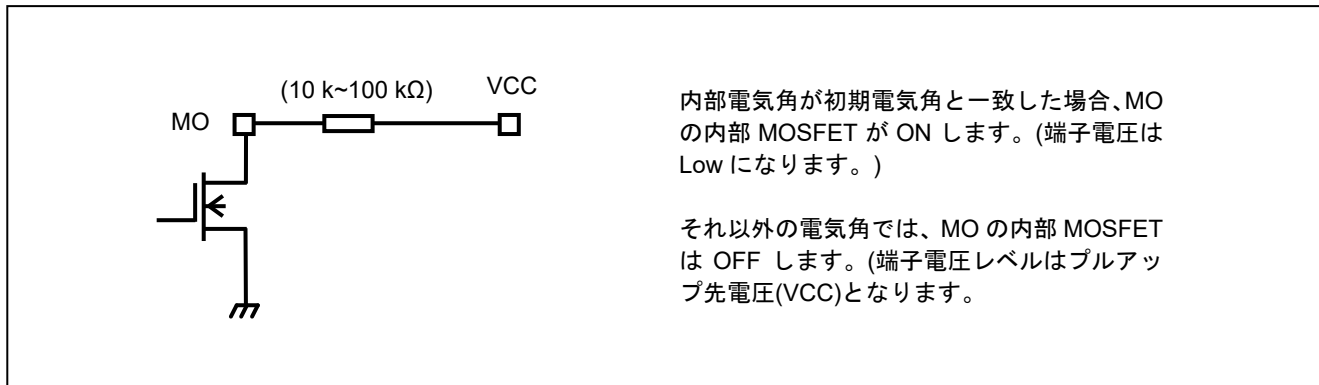 (10 k~100 kΩ)
VCC
MO
内部電気角が初期電気角と一致した場合、MO
の内部 MOSFET が ON します。(端子電圧は
Low になります。)
それ以外の電気角では、MO の内部 MOSFET
は OFF します。(端子電圧レベルはプルアッ
プ先電圧(VCC)となります。